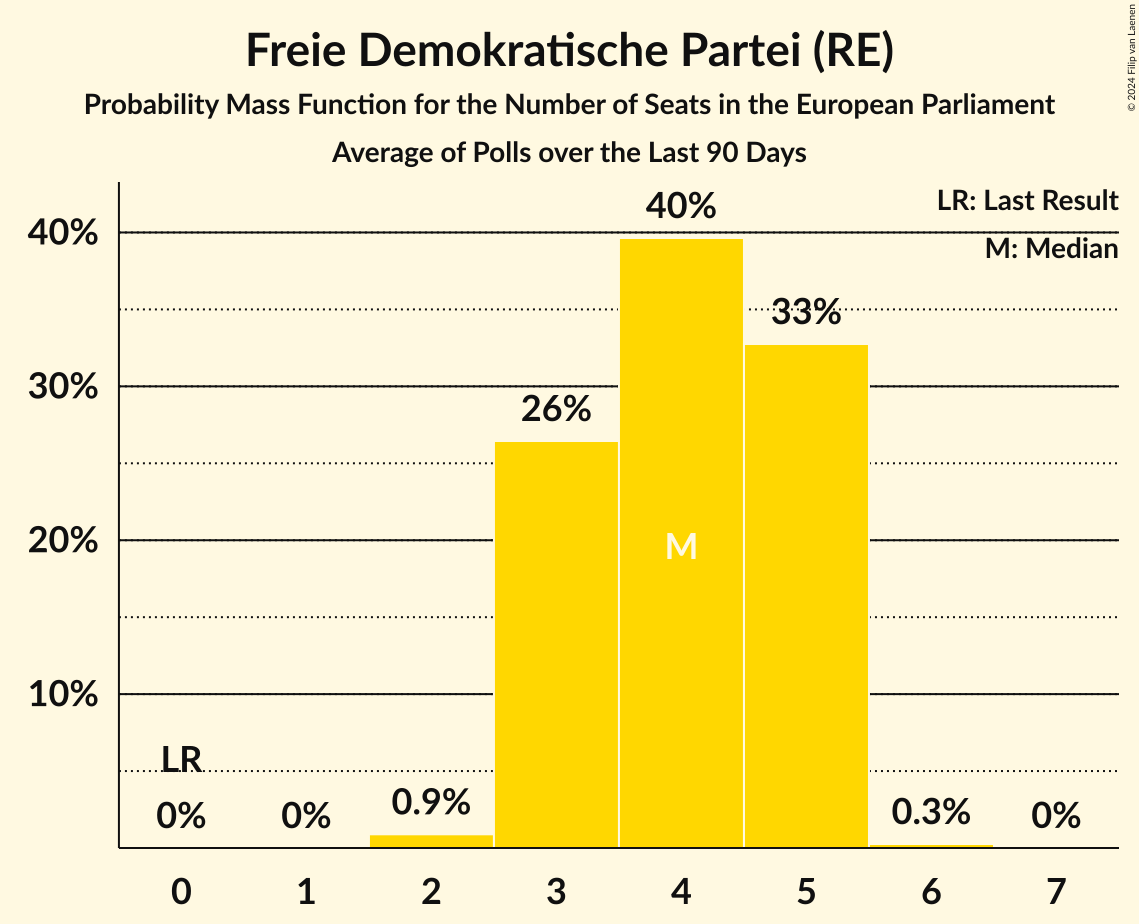 Freie Demokratische Partei (RE)
Probability Mass Function for the Number of Seats in the European Parliament
Average of Polls over the Last 90 Days
© 2024 Filip van Laenen
LR: Last Result
M: Median
40%
30%
20%
10%
40%
33%
26%
M
LR
0%
0%
0.9%
0.3%
0%
0 1 2 3 4 5 6 7